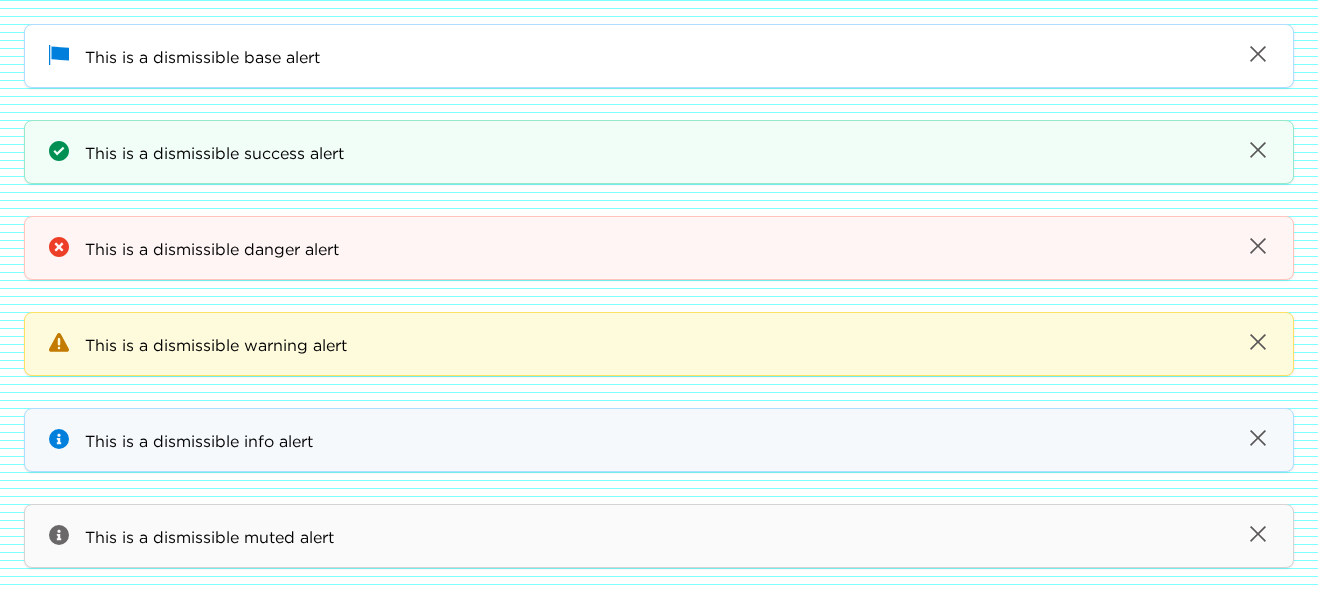 This is a dismissible base alert
This is a dismissible success alert
This is a dismissible danger alert
This is a dismissible warning alert
This is a dismissible info alert
This is a dismissible muted alert